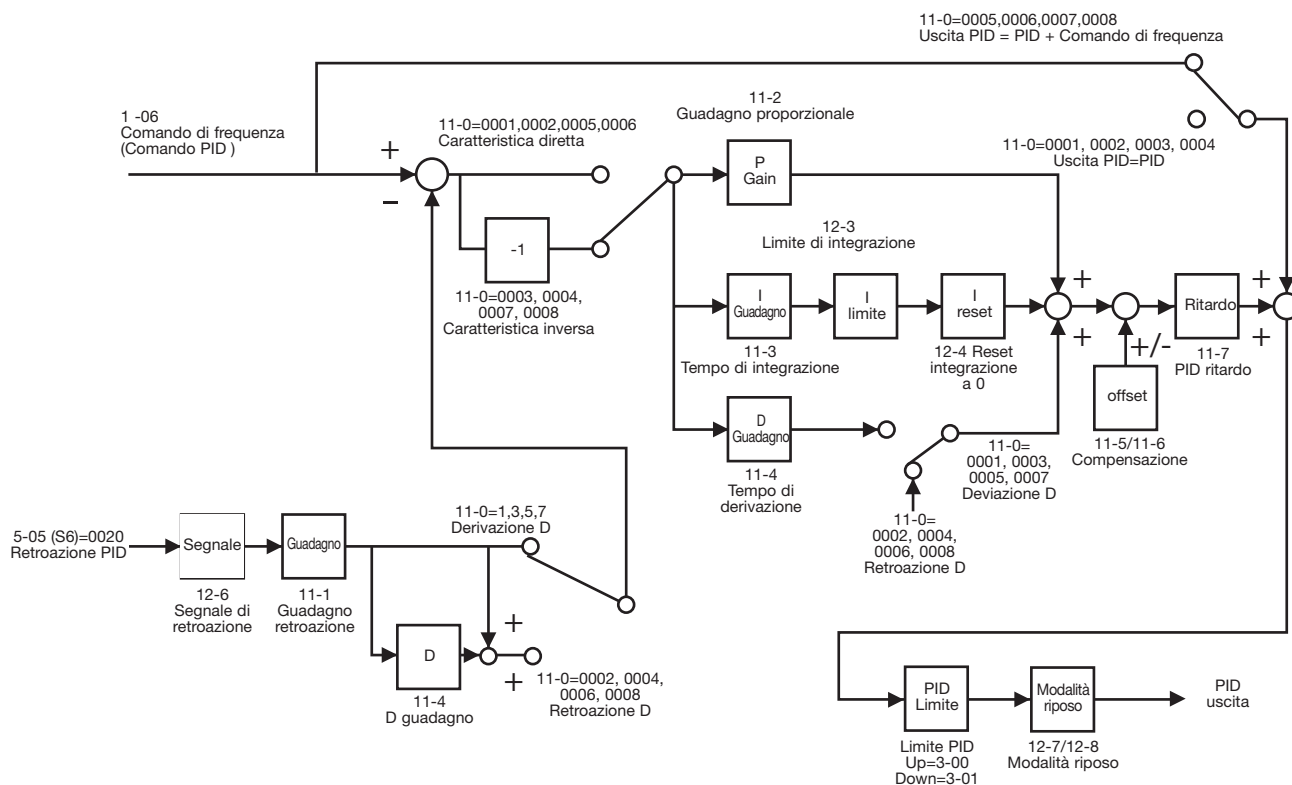 11-0=0005,0006,0007,0008
Uscita PID = PID + Comando di frequenza
1 -06
Comando di frequenza
(Comando PID )
+
−
11-0=0001,0002,0005,0006
Caratteristica diretta
11-2
Guadagno proporzionale
P
Gain
11-0=0001, 0002, 0003, 0004
Uscita PID=PID
-1
11-0=0003, 0004,
0007, 0008
Caratteristica inversa
12-3
Limite di integrazione
I
Guadagno
I
limite
I
reset
+
+
+/-
Ritardo
+
+
11-3
Tempo di integrazione
12-4 Reset
integrazione
a 0
11-7
PID ritardo
offset
11-5/11-6
Compensazione
D
Guadagno
11-4
Tempo di
derivazione
11-0=
0001, 0003,
0005, 0007
Deviazione D
11-0=
0002, 0004,
0006, 0008
Retroazione D
5-05 (S6)=0020
Retroazione PID
Segnale
12-6
Segnale di
retroazione
Guadagno
11-1
Guadagno
retroazione
11-0=1,3,5,7
Derivazione D
D
11-4
D guadagno
+
+
11-0=0002, 0004,
0006, 0008
Retroazione D
PID
Limite
Limite PID
Up=3-00
Down=3-01
Modalità
riposo
12-7/12-8
Modalità riposo
PID
uscita